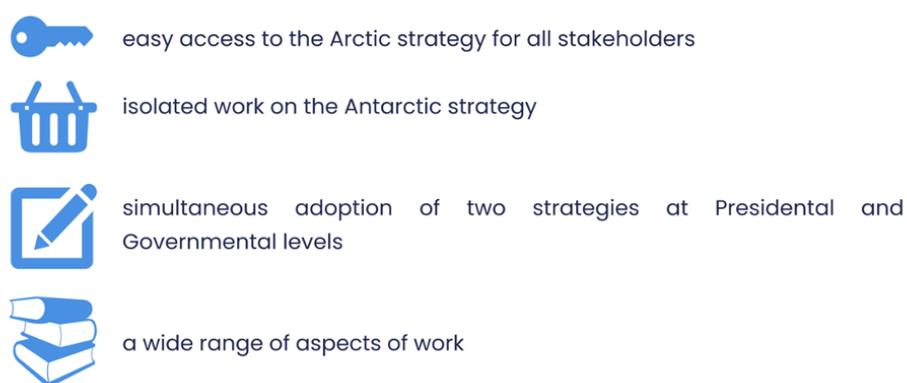 easy access to the Arctic strategy for all stakeholders
isolated work on the Antarctic strategy
simultaneous adoption of two strategies at Presidental and
Governmental levels
a wide range of aspects of work